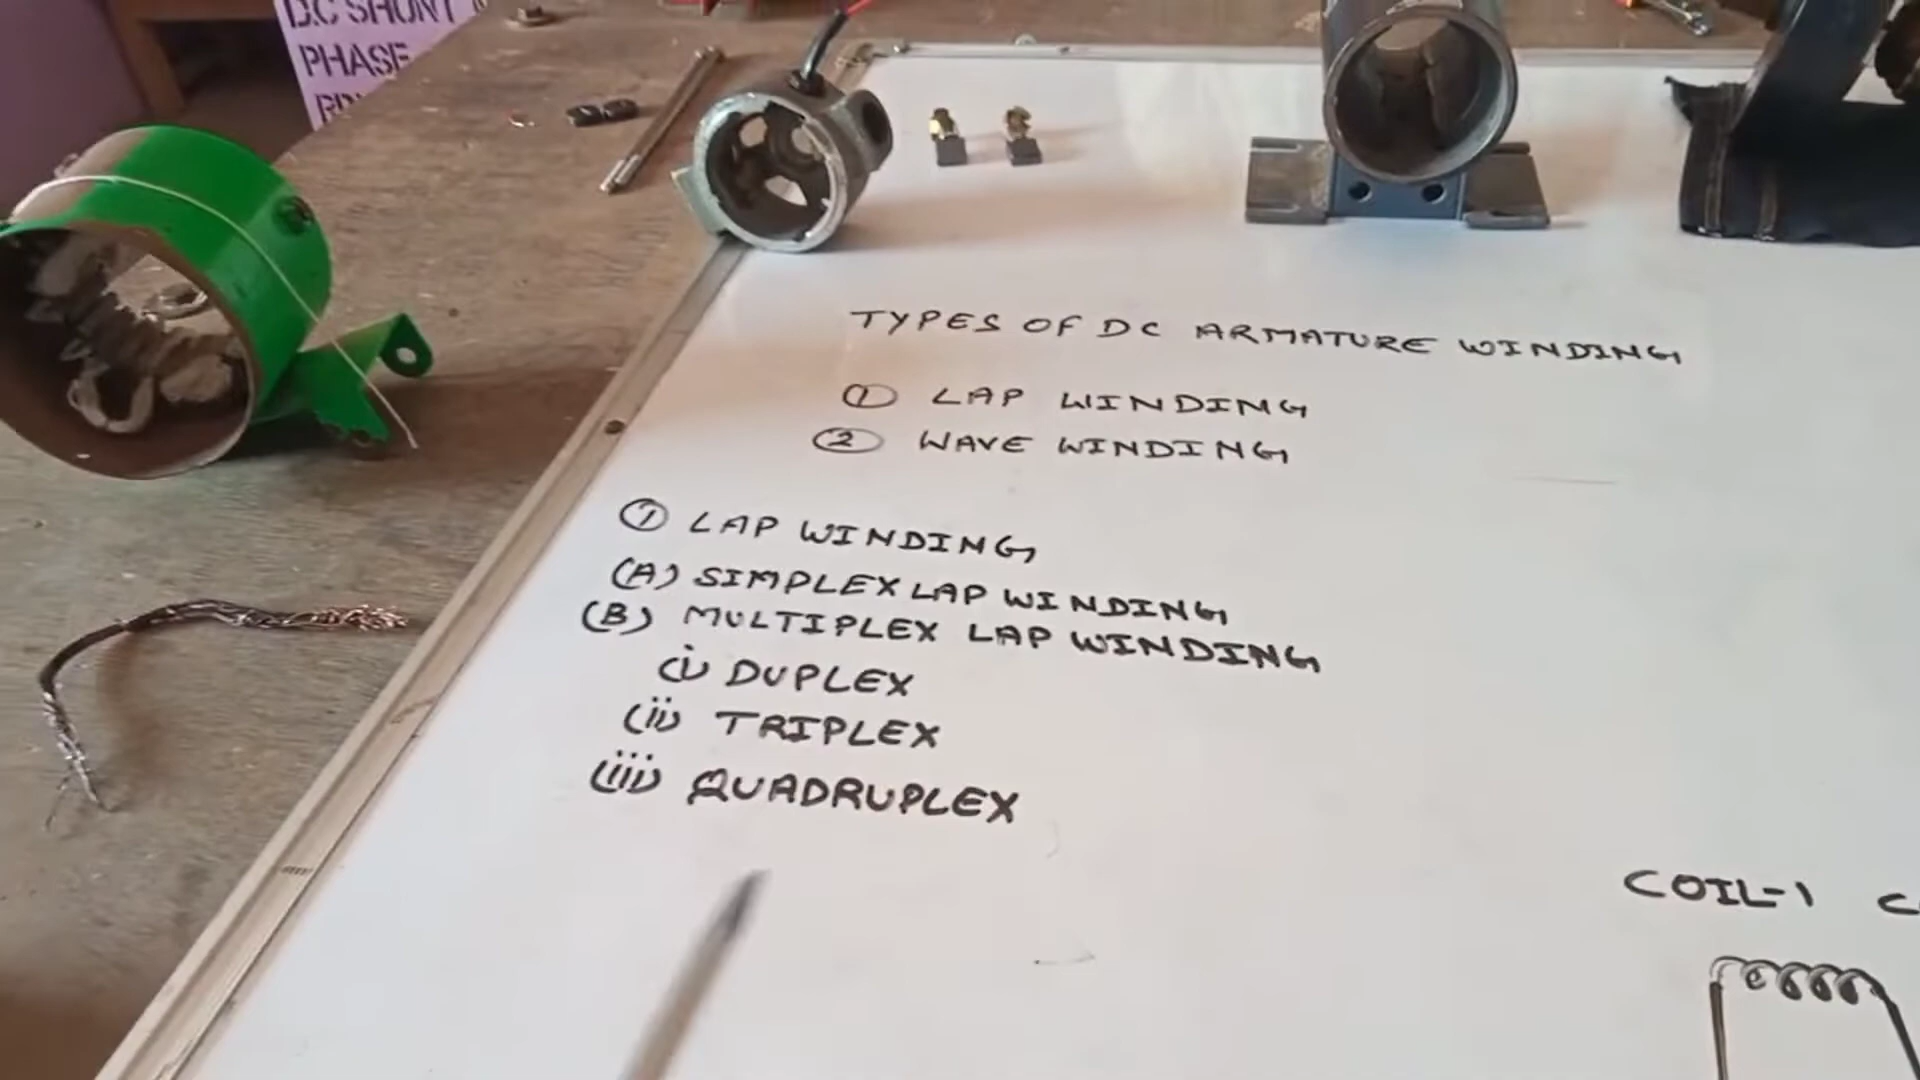 D.C SHUNT
PHASE
TYPES OF DC ARMATURE WINDING
① LAP WINDING
② WAVE WINDING
① LAP WINDING
(A) SIMPLEX LAP WINDING
(B) MULTIPLEX LAP WINDING
(i) DUPLEX
(ii) TRIPLEX
(iii) QUADRUPLEX
COIL-1